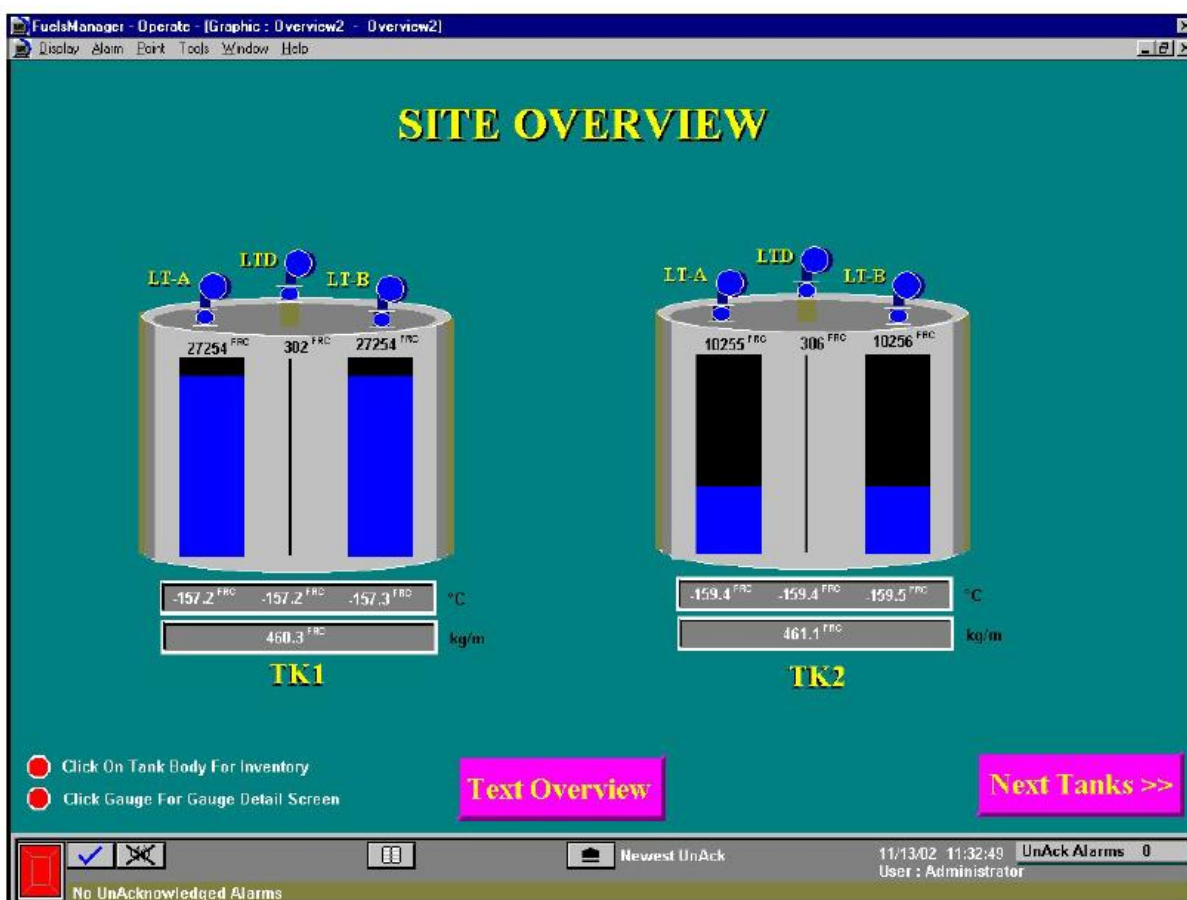 FuelsManager - Operate - [Graphic : Overview2 - Overview2]
Display Alarm Point Tools Window Help
SITE OVERVIEW
LT-A LTD LT-B
LT-A LTD LT-B
27254 FRC 302 FRC 27254 FRC
10255 FRC 306 FRC 10256 FRC
-157.2 FRC -157.2 FRC -157.3 FRC °C
-159.4 FRC -159.4 FRC -159.5 FRC °C
460.3 FRC kg/m
461.1 FRC kg/m
TK1
TK2
Click On Tank Body For Inventory
Click Gauge For Gauge Detail Screen
Text Overview
Next Tanks >>
Newest UnAck
11/13/02 11:32:49 UnAck Alarms 0
User : Administrator
No UnAcknowledged Alarms